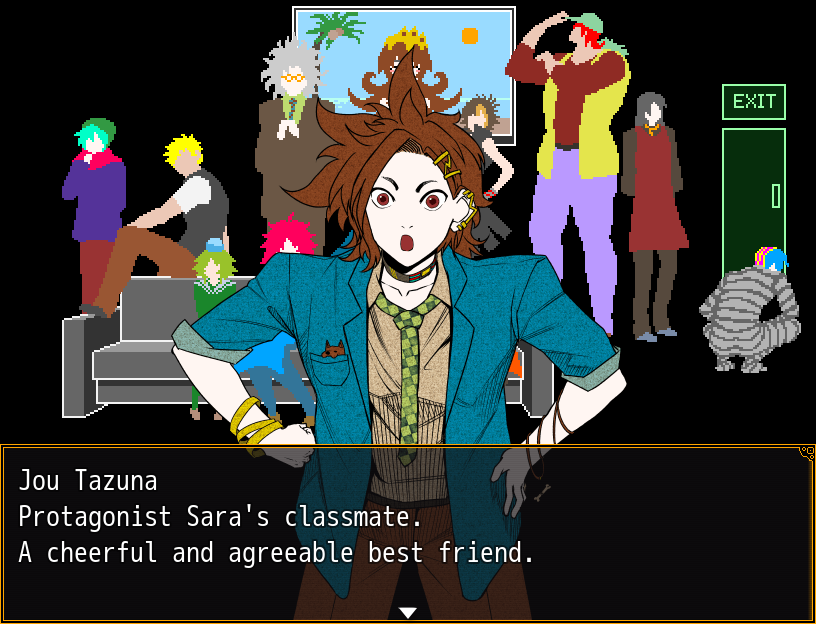 EXIT
Jou Tazuna
Protagonist Sara's classmate.
A cheerful and agreeable best friend.